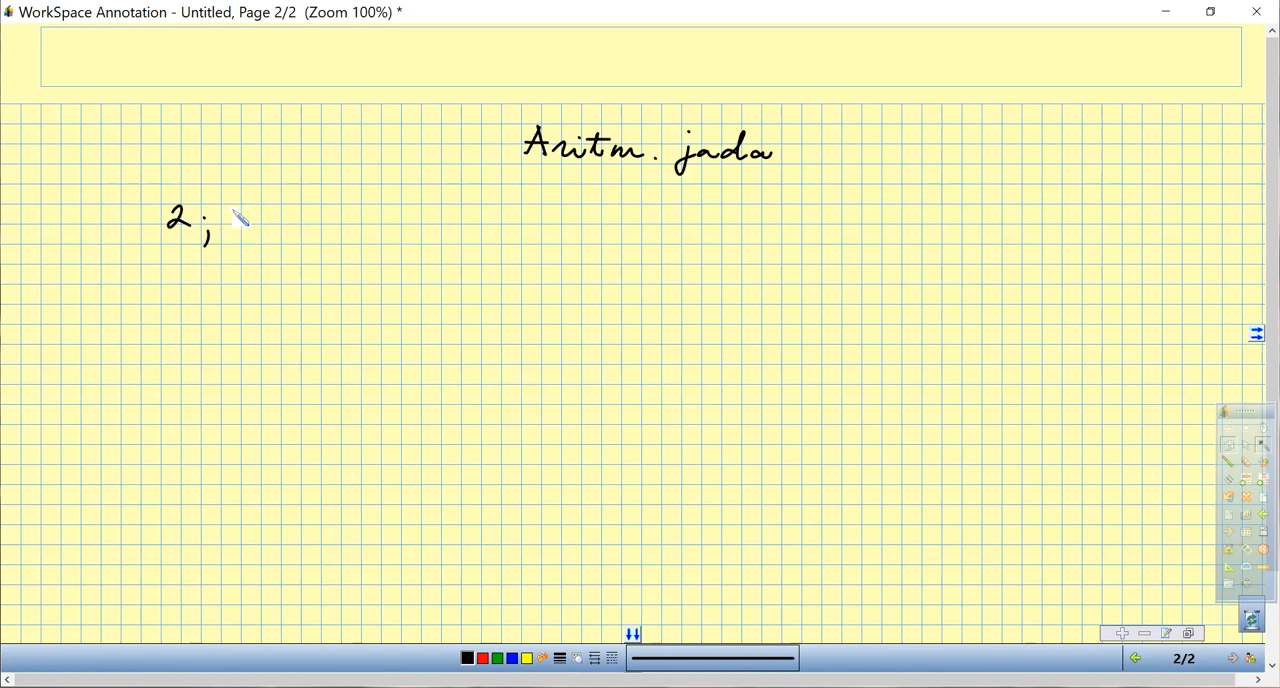 WorkSpace Annotation - Untitled, Page 2/2 (Zoom 100%) *
Aritm. jada
2 ;
2/2